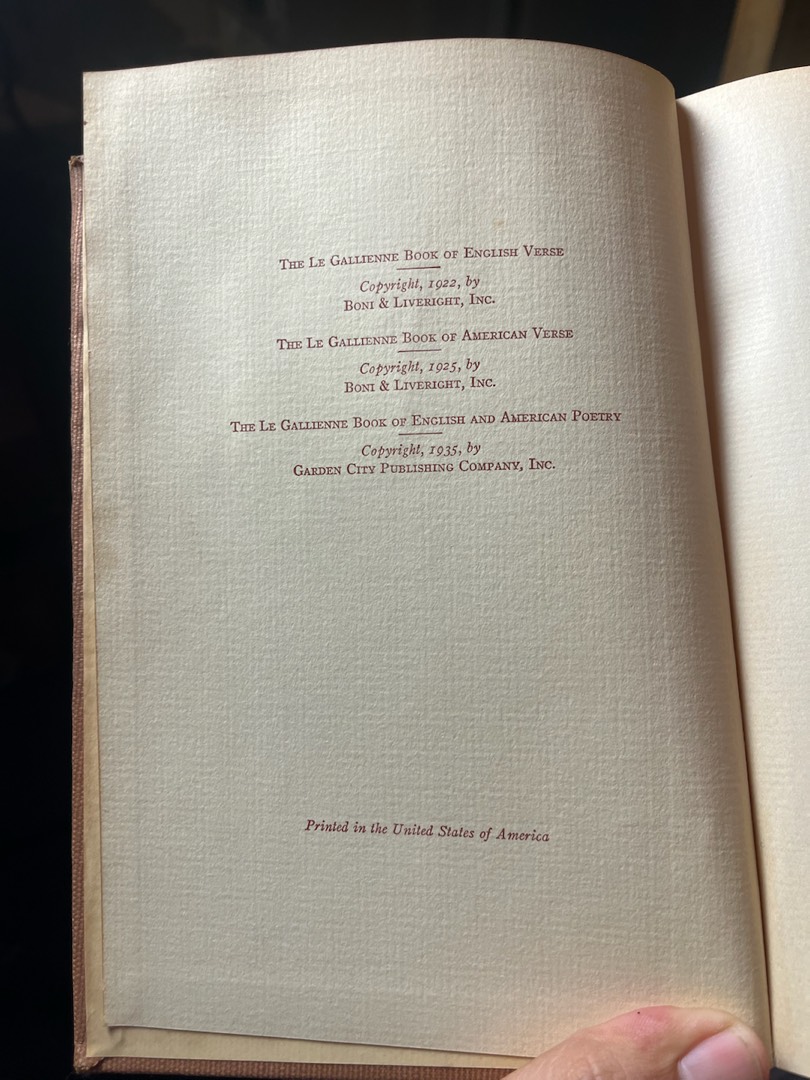 The Le Gallienne Book of English Verse
Copyright, 1922, by
Boni & Liveright, Inc.
The Le Gallienne Book of American Verse
Copyright, 1925, by
Boni & Liveright, Inc.
The Le Gallienne Book of English and American Poetry
Copyright, 1935, by
Garden City Publishing Company, Inc.
Printed in the United States of America